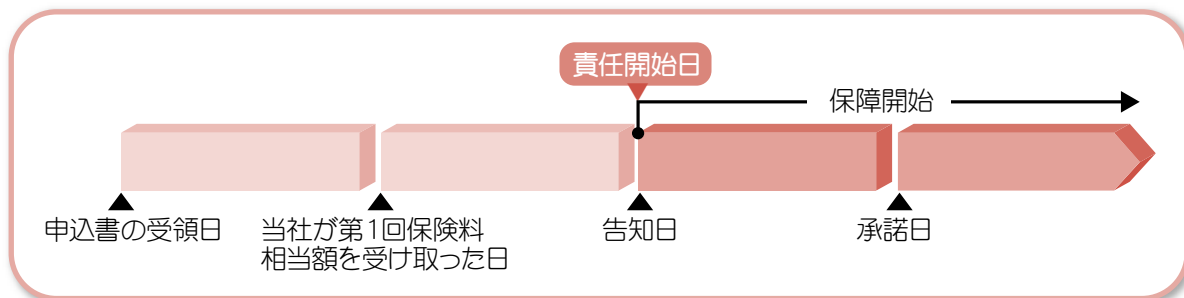 責任開始日
保障開始
申込書の受領日
当社が第1回保険料
相当額を受け取った日
告知日
承諾日